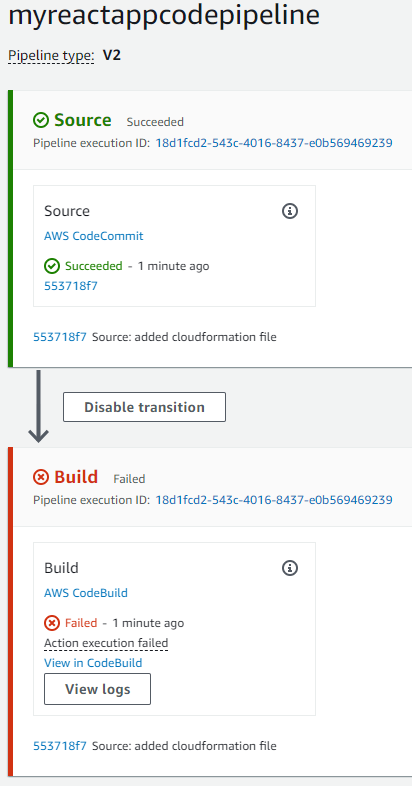 myreactappcodepipeline
Pipeline type: V2
Source Succeeded
Pipeline execution ID: 18d1fcd2-543c-4016-8437-e0b569469239
Source
AWS CodeCommit
Succeeded - 1 minute ago
553718f7
553718f7 Source: added cloudformation file
Disable transition
Build Failed
Pipeline execution ID: 18d1fcd2-543c-4016-8437-e0b569469239
Build
AWS CodeBuild
Failed - 1 minute ago
Action execution failed
View in CodeBuild
View logs
553718f7 Source: added cloudformation file